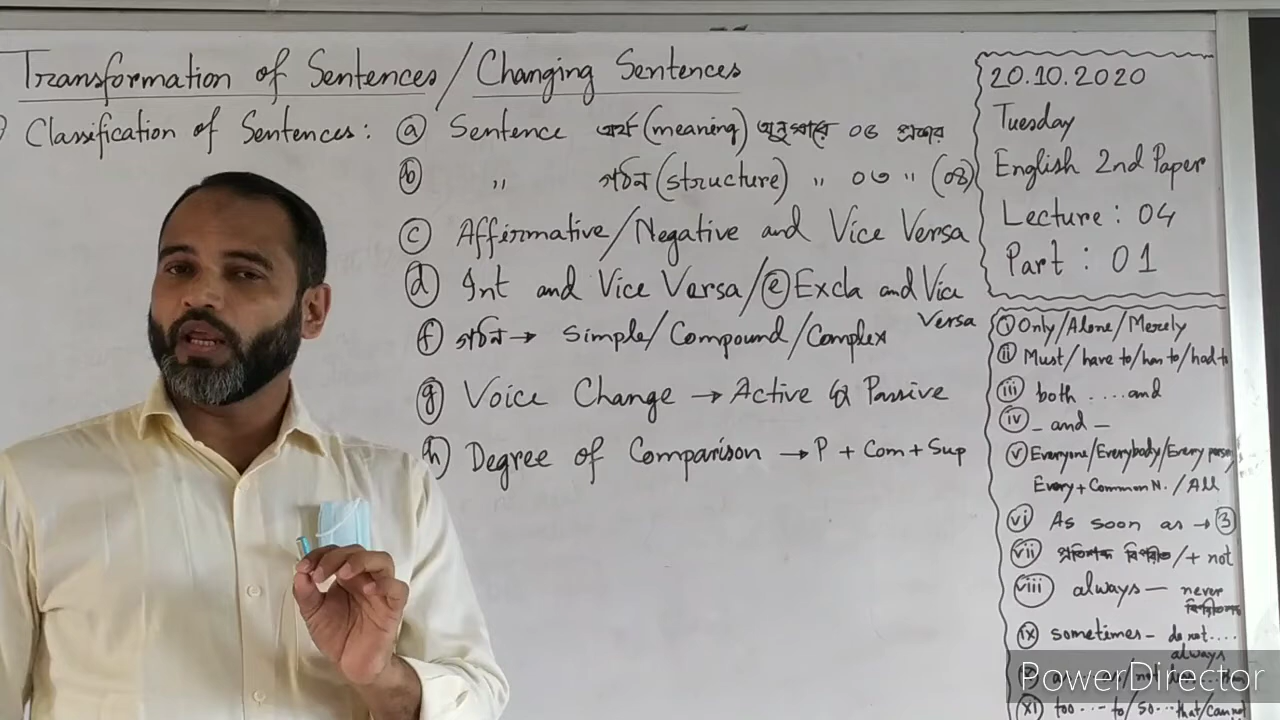 Transformation of Sentences/Changing Sentences
Classification of Sentences: (a) Sentence অর্থ (meaning) অনুসারে ০৫ প্রকার
(b) " গঠন (structure) " ০৩ " (০৪)
(c) Affirmative/Negative and Vice Versa
(d) Int and Vice Versa/(e) Excla and Vice Versa
(f) গঠন → Simple/Compound/Complex
(g) Voice Change → Active & Passive
(h) Degree of Comparison → P + Com + Sup
20.10.2020
Tuesday
English 2nd Paper
Lecture : 04
Part : 01
(i) Only/Alone/Merely
(ii) Must/have to/has to/had to
(iii) both ....and
(iv) _ and _
(v) Everyone/Everybody/Every person
Every + Common N. / All
(vi) As soon as → (3)
(vii) বিপরীত /+ not
(viii) always — never
(ix) sometimes – do not....
always
(xi) too...to/so...that/cannot
PowerDirector